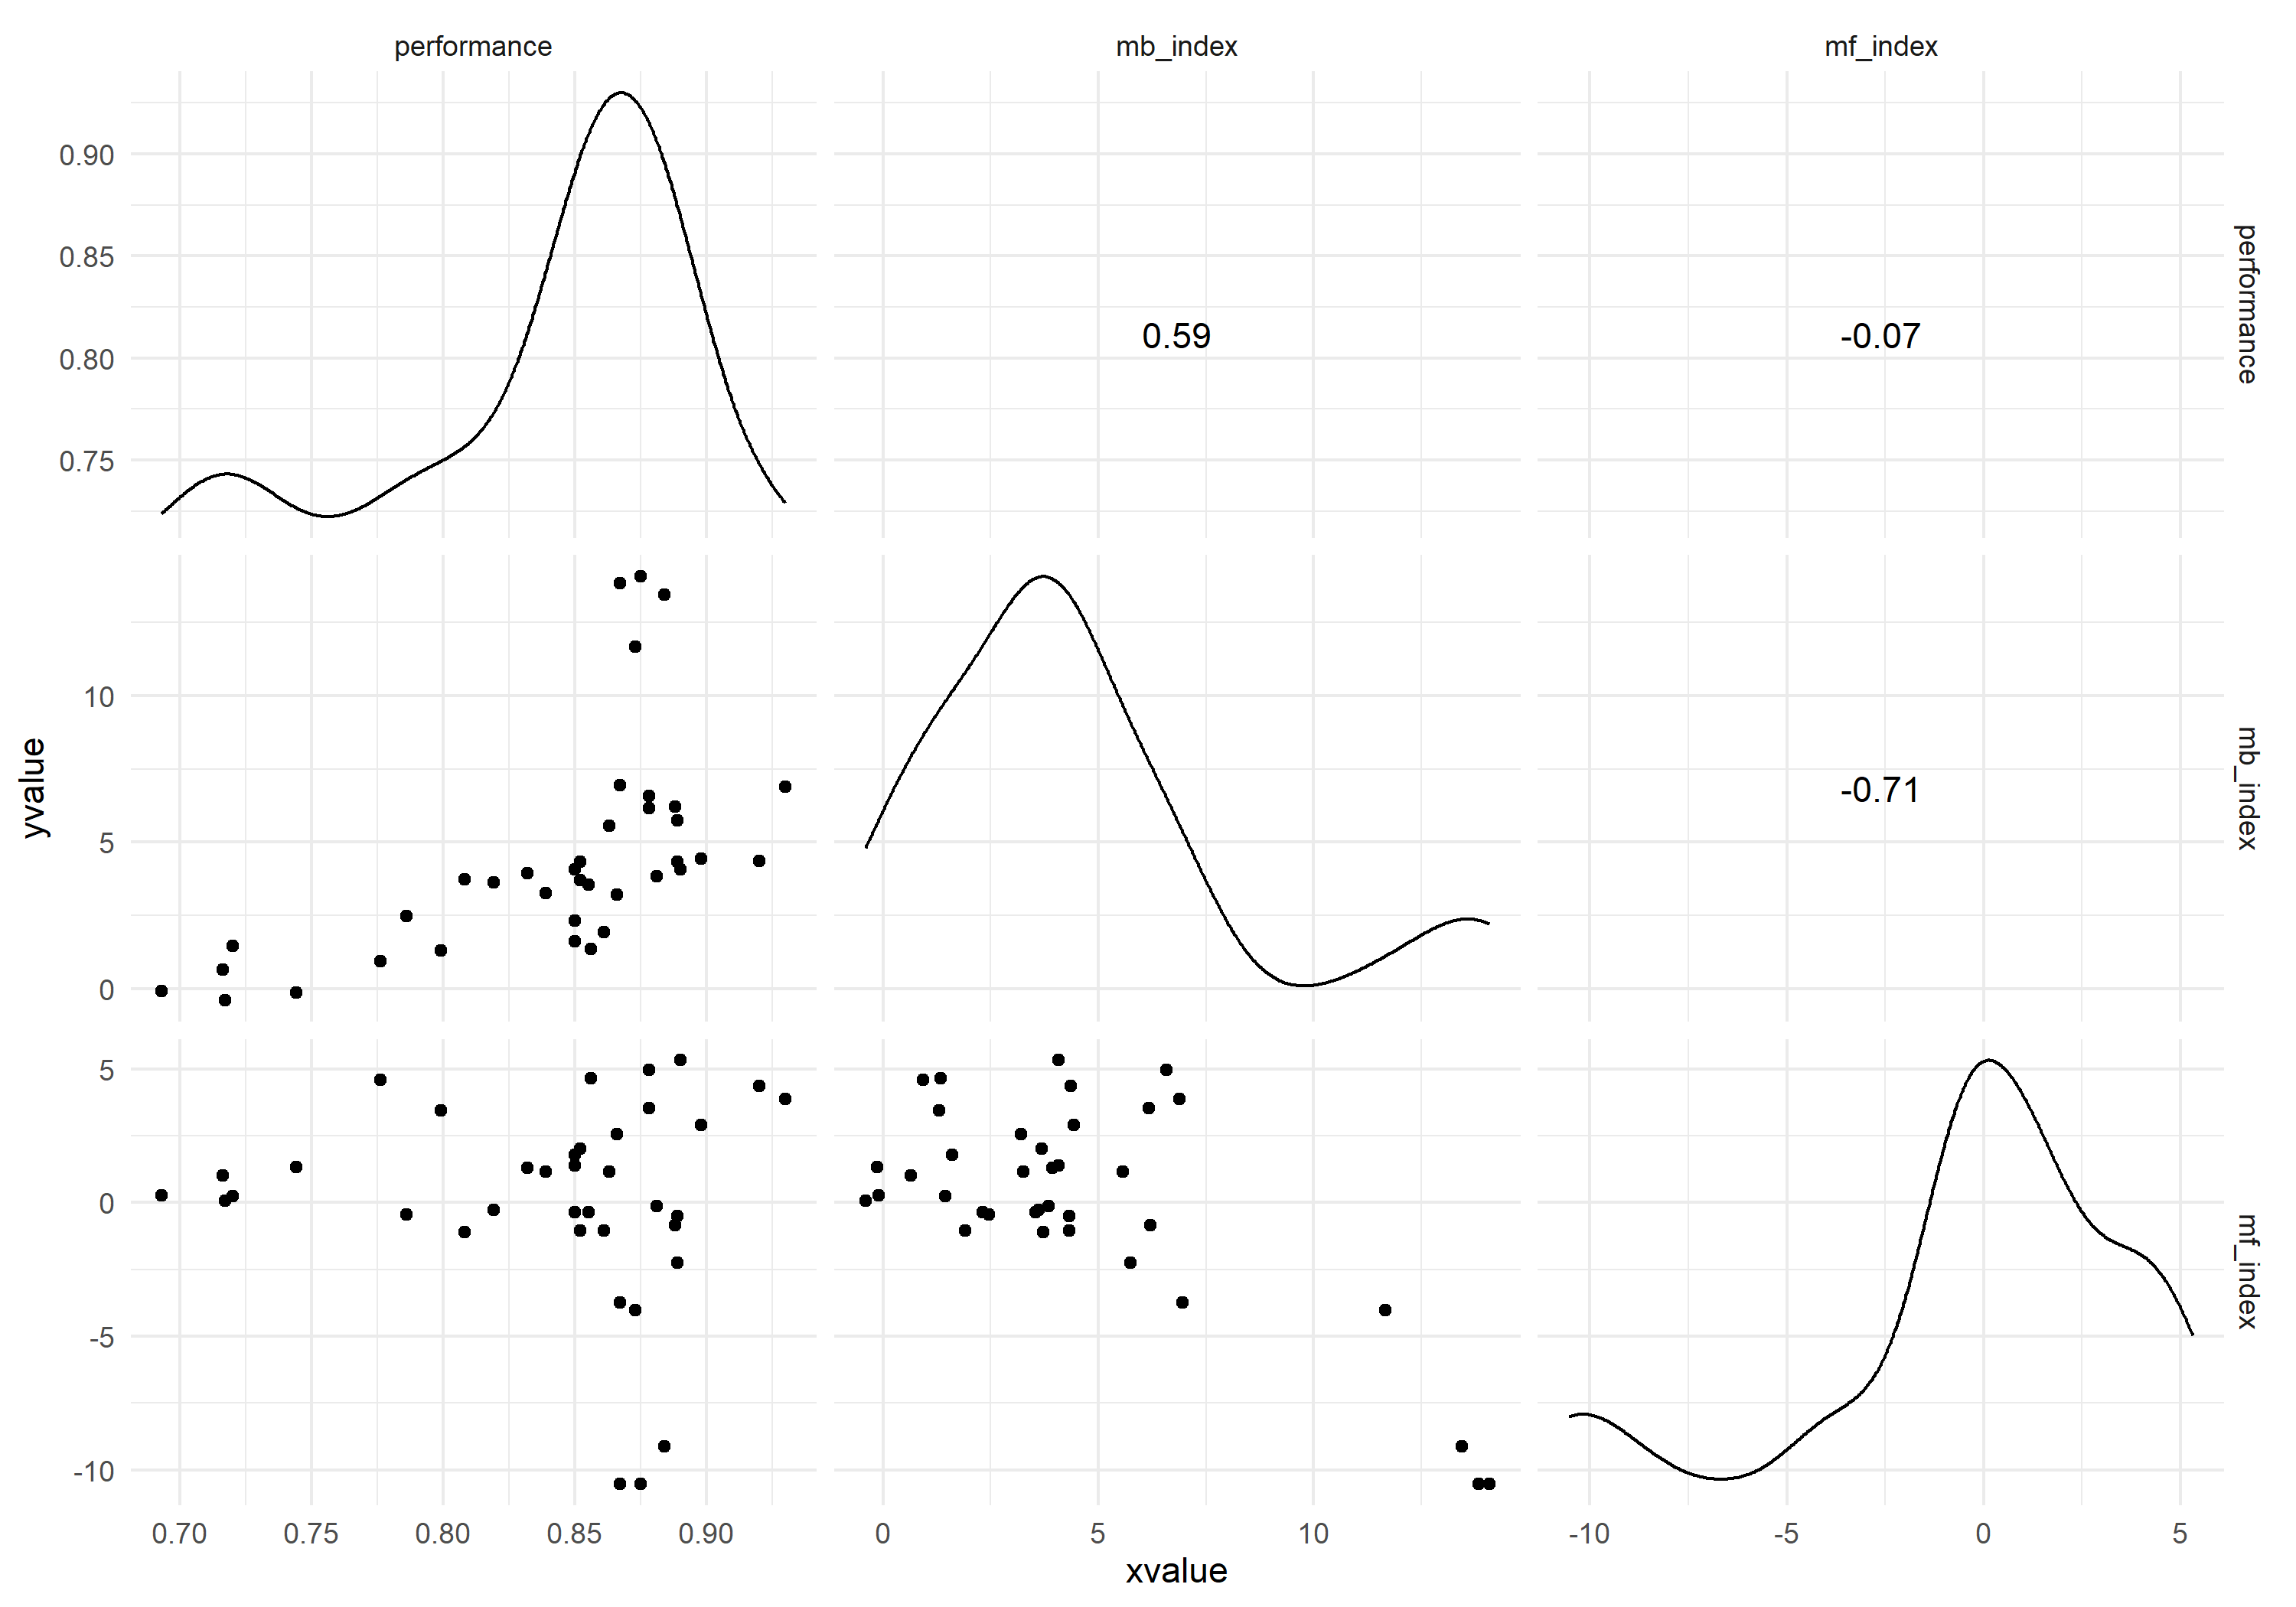 performance mb_index mf_index
0.90
0.85
0.80
0.75
0.59
-0.07
performance
10
5
0
-0.71
mb_index
yvalue
5
0
-5
-10
mf_index
0.70 0.75 0.80 0.85 0.90 0 5 10 -10 -5 0 5
xvalue